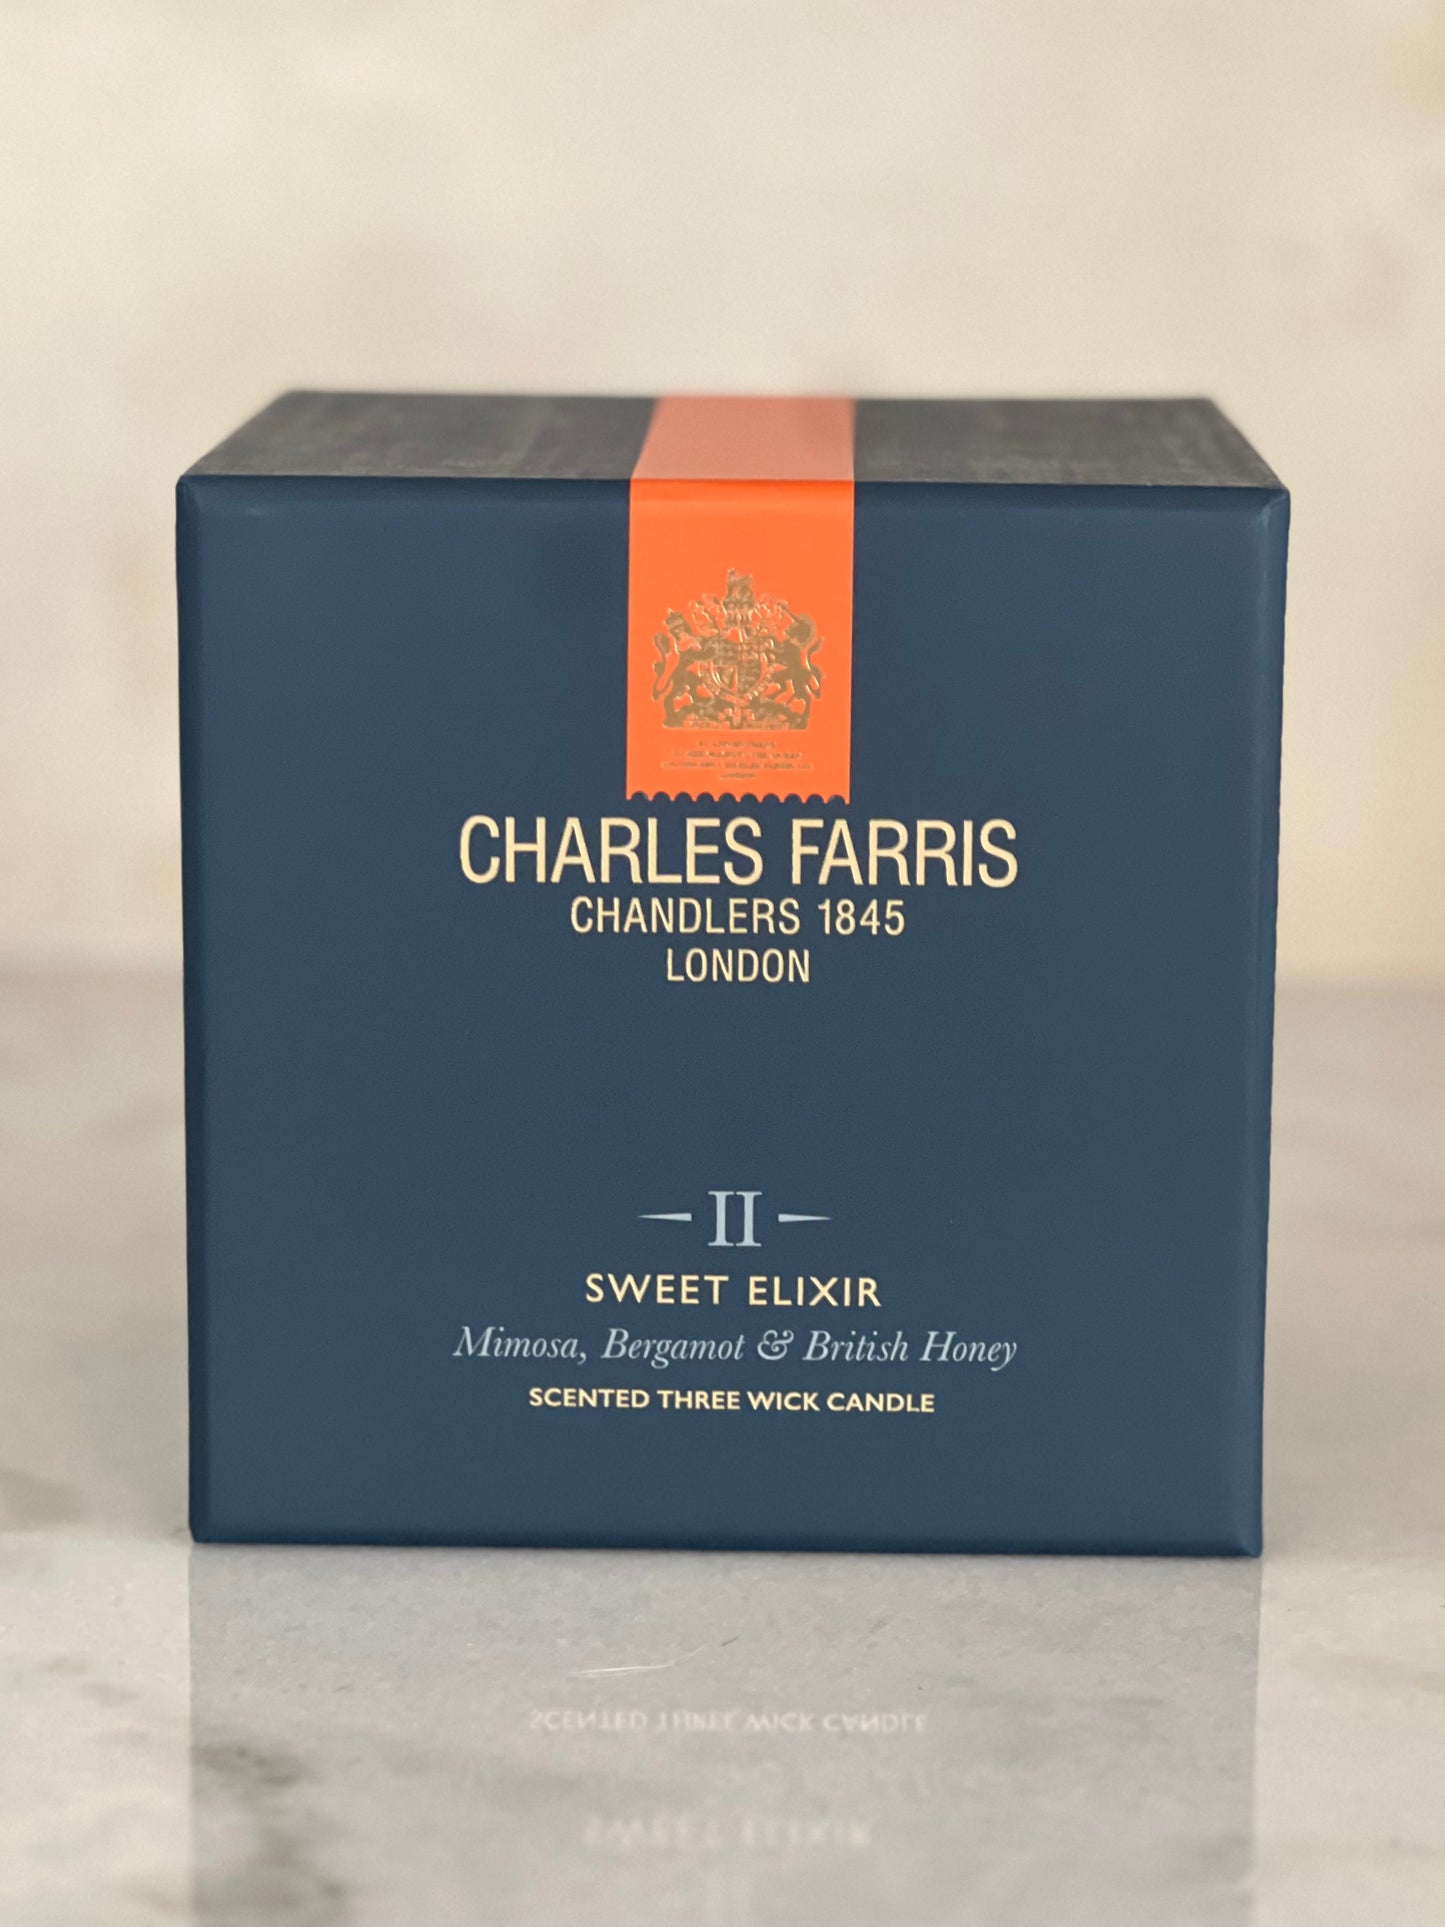 CHARLES FARRIS
CHANDLERS 1845
LONDON
II
SWEET ELIXIR
Mimosa, Bergamot & British Honey
SCENTED THREE WICK CANDLE